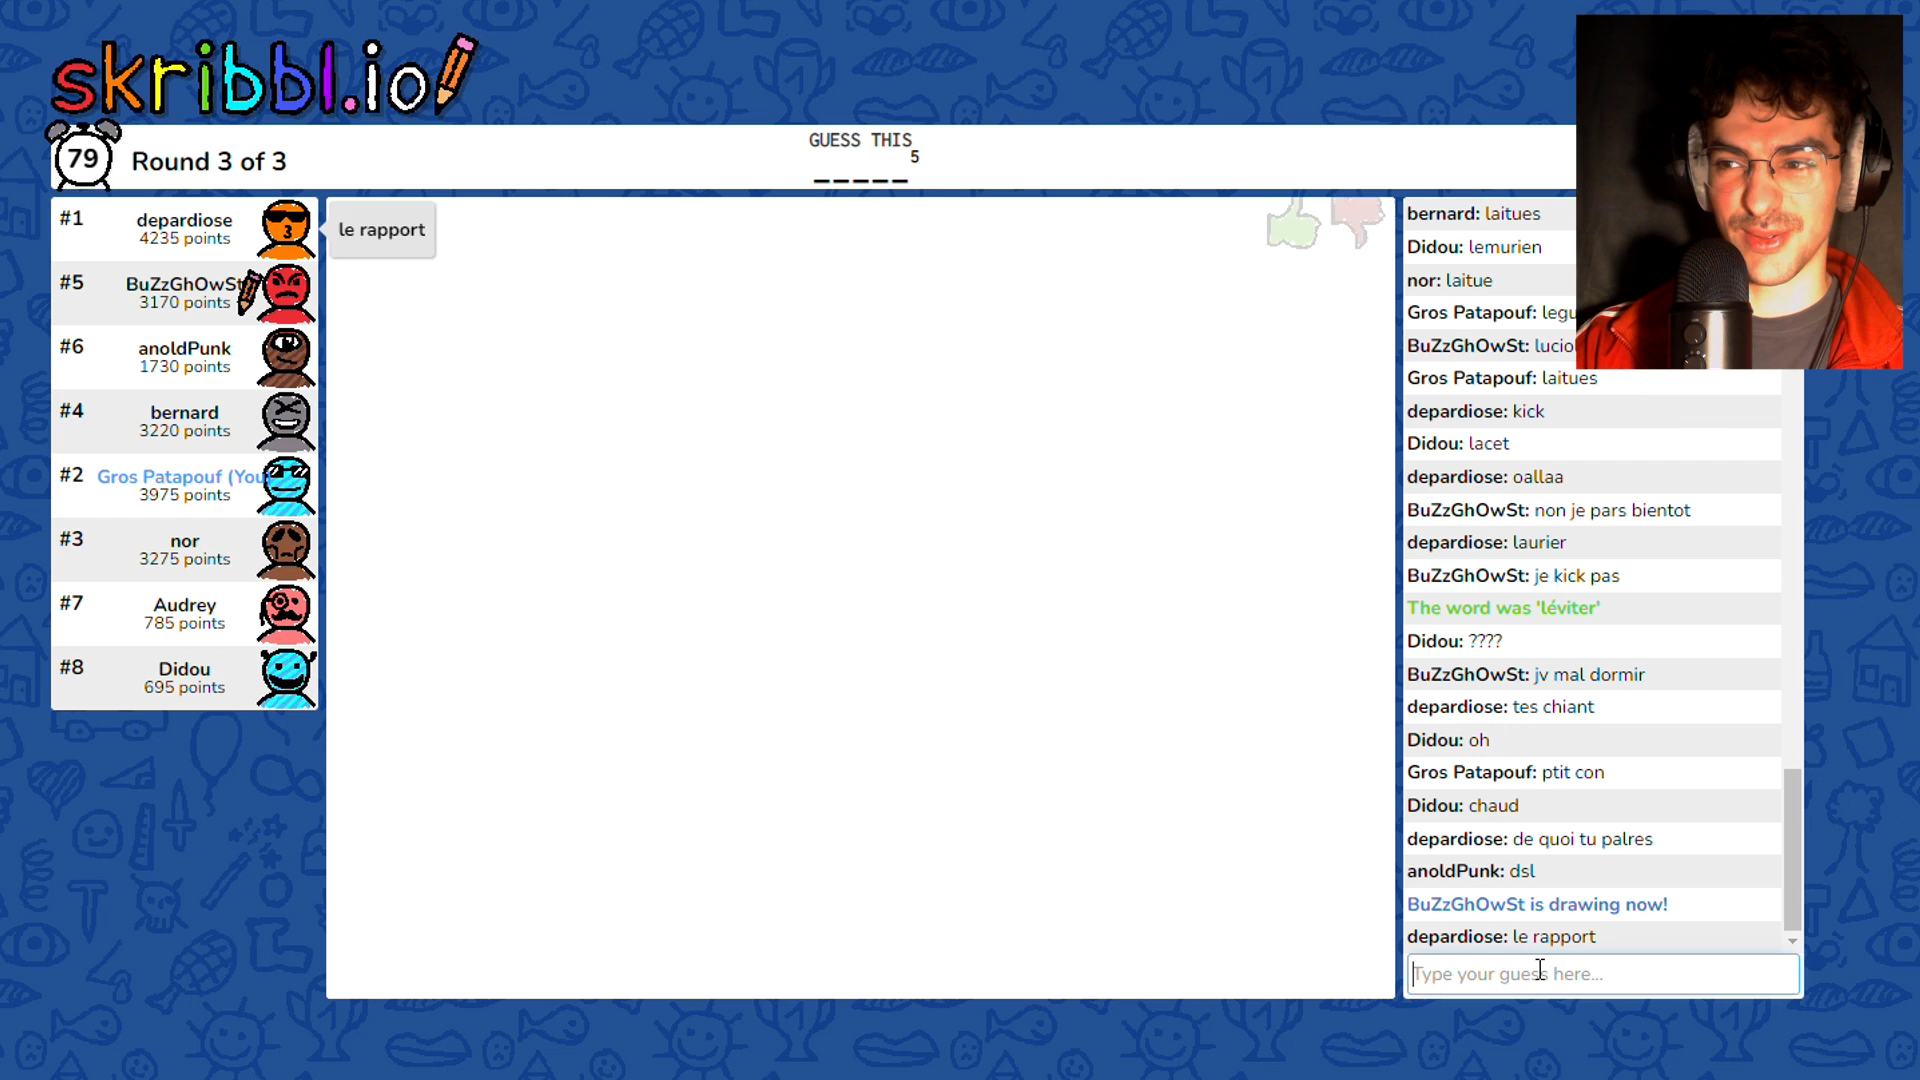 skribbl.io
79
Round 3 of 3
GUESS THIS
5
_____
#1
depardiose
4235 points
#5
BuZzGhOwSt
3170 points
#6
anoldPunk
1730 points
#4
bernard
3220 points
#2
Gros Patapouf (You
3975 points
#3
nor
3275 points
#7
Audrey
785 points
#8
Didou
695 points
le rapport
bernard: laitues
Didou: lemurien
nor: laitue
Gros Patapouf: legu
BuZzGhOwSt: lucio
Gros Patapouf: laitues
depardiose: kick
Didou: lacet
depardiose: oallaa
BuZzGhOwSt: non je pars bientot
depardiose: laurier
BuZzGhOwSt: je kick pas
The word was 'léviter'
Didou: ????
BuZzGhOwSt: jv mal dormir
depardiose: tes chiant
Didou: oh
Gros Patapouf: ptit con
Didou: chaud
depardiose: de quoi tu palres
anoldPunk: dsl
BuZzGhOwSt is drawing now!
depardiose: le rapport
Type your guess here...